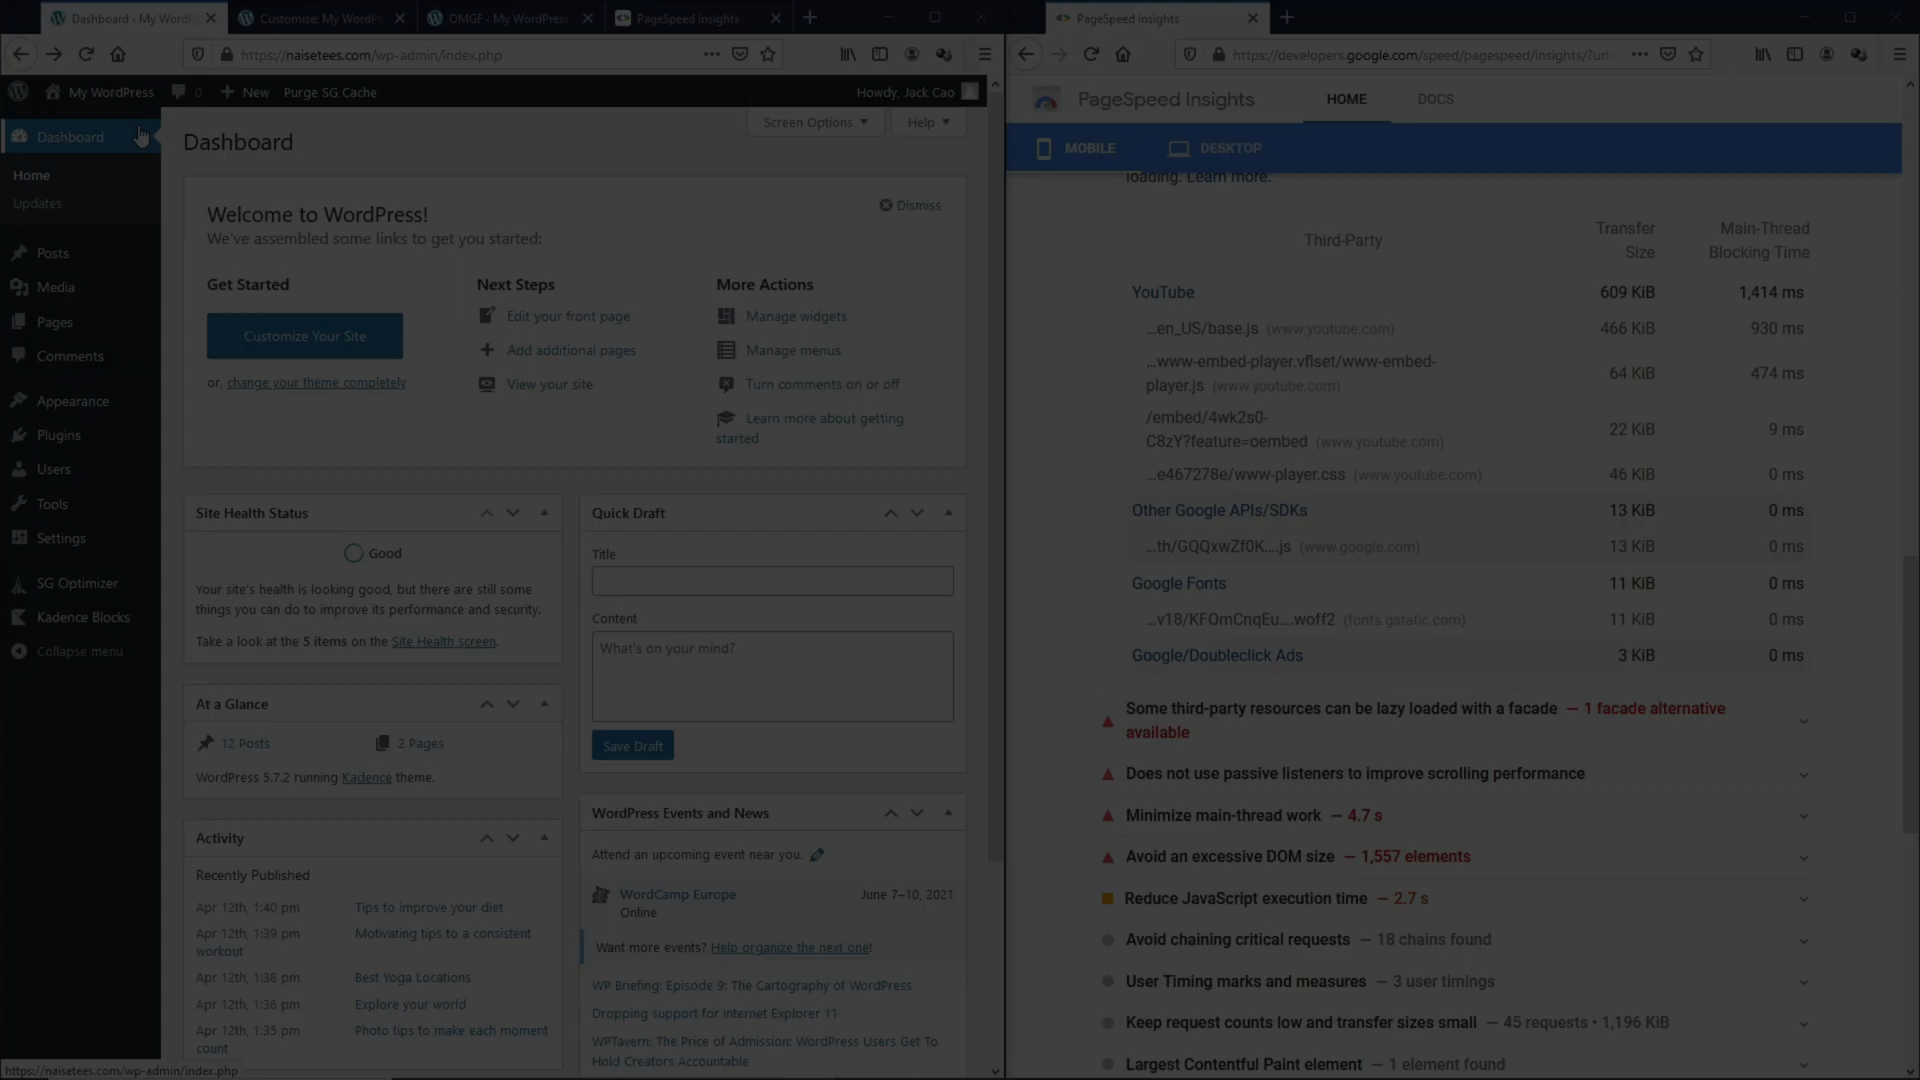 Dashboard ‹ My WordP
Customize: My WordPr
OMGF ‹ My WordPress
PageSpeed Insights
https://naisetees.com/wp-admin/index.php
My WordPress
0
New
Purge SG Cache
Howdy, Jack Cao
Dashboard
Home
Updates
Posts
Media
Pages
Comments
Appearance
Plugins
Users
Tools
Settings
SG Optimizer
Kadence Blocks
Collapse menu
Screen Options
Help
Dashboard
Welcome to WordPress!
Dismiss
We've assembled some links to get you started:
Get Started
Customize Your Site
or, change your theme completely
Next Steps
Edit your front page
Add additional pages
View your site
More Actions
Manage widgets
Manage menus
Turn comments on or off
Learn more about getting
started
Site Health Status
Good
Your site's health is looking good, but there are still some
things you can do to improve its performance and security.
Take a look at the 5 items on the Site Health screen.
At a Glance
12 Posts
2 Pages
WordPress 5.7.2 running Kadence theme.
Activity
Recently Published
Apr 12th, 1:40 pm Tips to improve your diet
Apr 12th, 1:39 pm Motivating tips to a consistent
workout
Apr 12th, 1:38 pm Best Yoga Locations
Apr 12th, 1:36 pm Explore your world
Apr 12th, 1:35 pm Photo tips to make each moment
count
Quick Draft
Title
Content
What's on your mind?
Save Draft
WordPress Events and News
Attend an upcoming event near you.
WordCamp Europe June 7–10, 2021
Online
Want more events? Help organize the next one!
WP Briefing: Episode 9: The Cartography of WordPress
Dropping support for Internet Explorer 11
WPTavern: The Price of Admission: WordPress Users Get To
Hold Creators Accountable
https://naisetees.com/wp-admin/index.php
PageSpeed Insights
https://developers.google.com/speed/pagespeed/insights/?url=
PageSpeed Insights
HOME
DOCS
MOBILE
DESKTOP
loading. Learn more.
Third-Party
Transfer
Size
Main-Thread
Blocking Time
YouTube 609 KiB 1,414 ms
…en_US/base.js (www.youtube.com) 466 KiB 930 ms
…www-embed-player.vflset/www-embed-
player.js (www.youtube.com) 64 KiB 474 ms
/embed/4wk2s0-
C8zY?feature=oembed (www.youtube.com) 22 KiB 9 ms
…e467278e/www-player.css (www.youtube.com) 46 KiB 0 ms
Other Google APIs/SDKs 13 KiB 0 ms
…th/GQQxwZf0K….js (www.google.com) 13 KiB 0 ms
Google Fonts 11 KiB 0 ms
…v18/KFOmCnqEu….woff2 (fonts.gstatic.com) 11 KiB 0 ms
Google/Doubleclick Ads 3 KiB 0 ms
Some third-party resources can be lazy loaded with a facade — 1 facade alternative
available
Does not use passive listeners to improve scrolling performance
Minimize main-thread work — 4.7 s
Avoid an excessive DOM size — 1,557 elements
Reduce JavaScript execution time — 2.7 s
Avoid chaining critical requests — 18 chains found
User Timing marks and measures — 3 user timings
Keep request counts low and transfer sizes small — 45 requests • 1,196 KiB
Largest Contentful Paint element — 1 element found